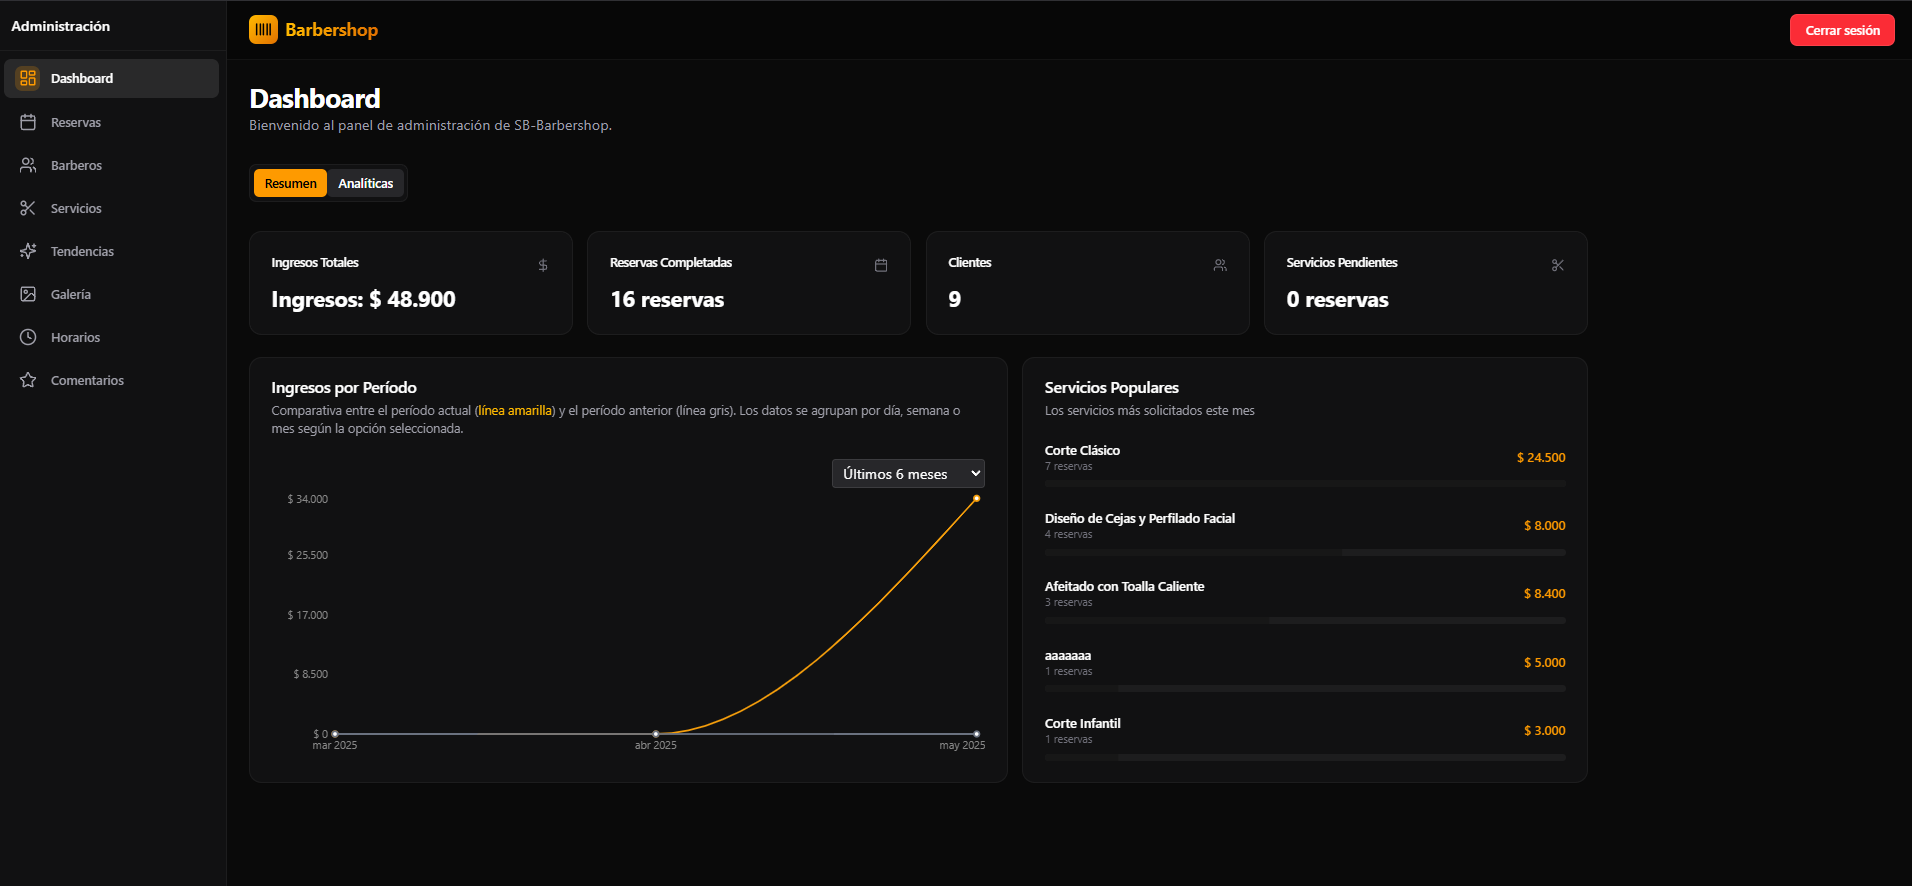 Administración
Dashboard
Reservas
Barberos
Servicios
Tendencias
Galería
Horarios
Comentarios
Barbershop
Cerrar sesión
Dashboard
Bienvenido al panel de administración de SB-Barbershop.
Resumen
Analíticas
Ingresos Totales
$
Ingresos: $ 48.900
Reservas Completadas
16 reservas
Clientes
9
Servicios Pendientes
0 reservas
Ingresos por Período
Comparativa entre el período actual (línea amarilla) y el período anterior (línea gris). Los datos se agrupan por día, semana o
mes según la opción seleccionada.
Últimos 6 meses
$ 34.000
$ 25.500
$ 17.000
$ 8.500
$ 0
mar 2025
abr 2025
may 2025
Servicios Populares
Los servicios más solicitados este mes
Corte Clásico
7 reservas
$ 24.500
Diseño de Cejas y Perfilado Facial
4 reservas
$ 8.000
Afeitado con Toalla Caliente
3 reservas
$ 8.400
aaaaaaa
1 reservas
$ 5.000
Corte Infantil
1 reservas
$ 3.000